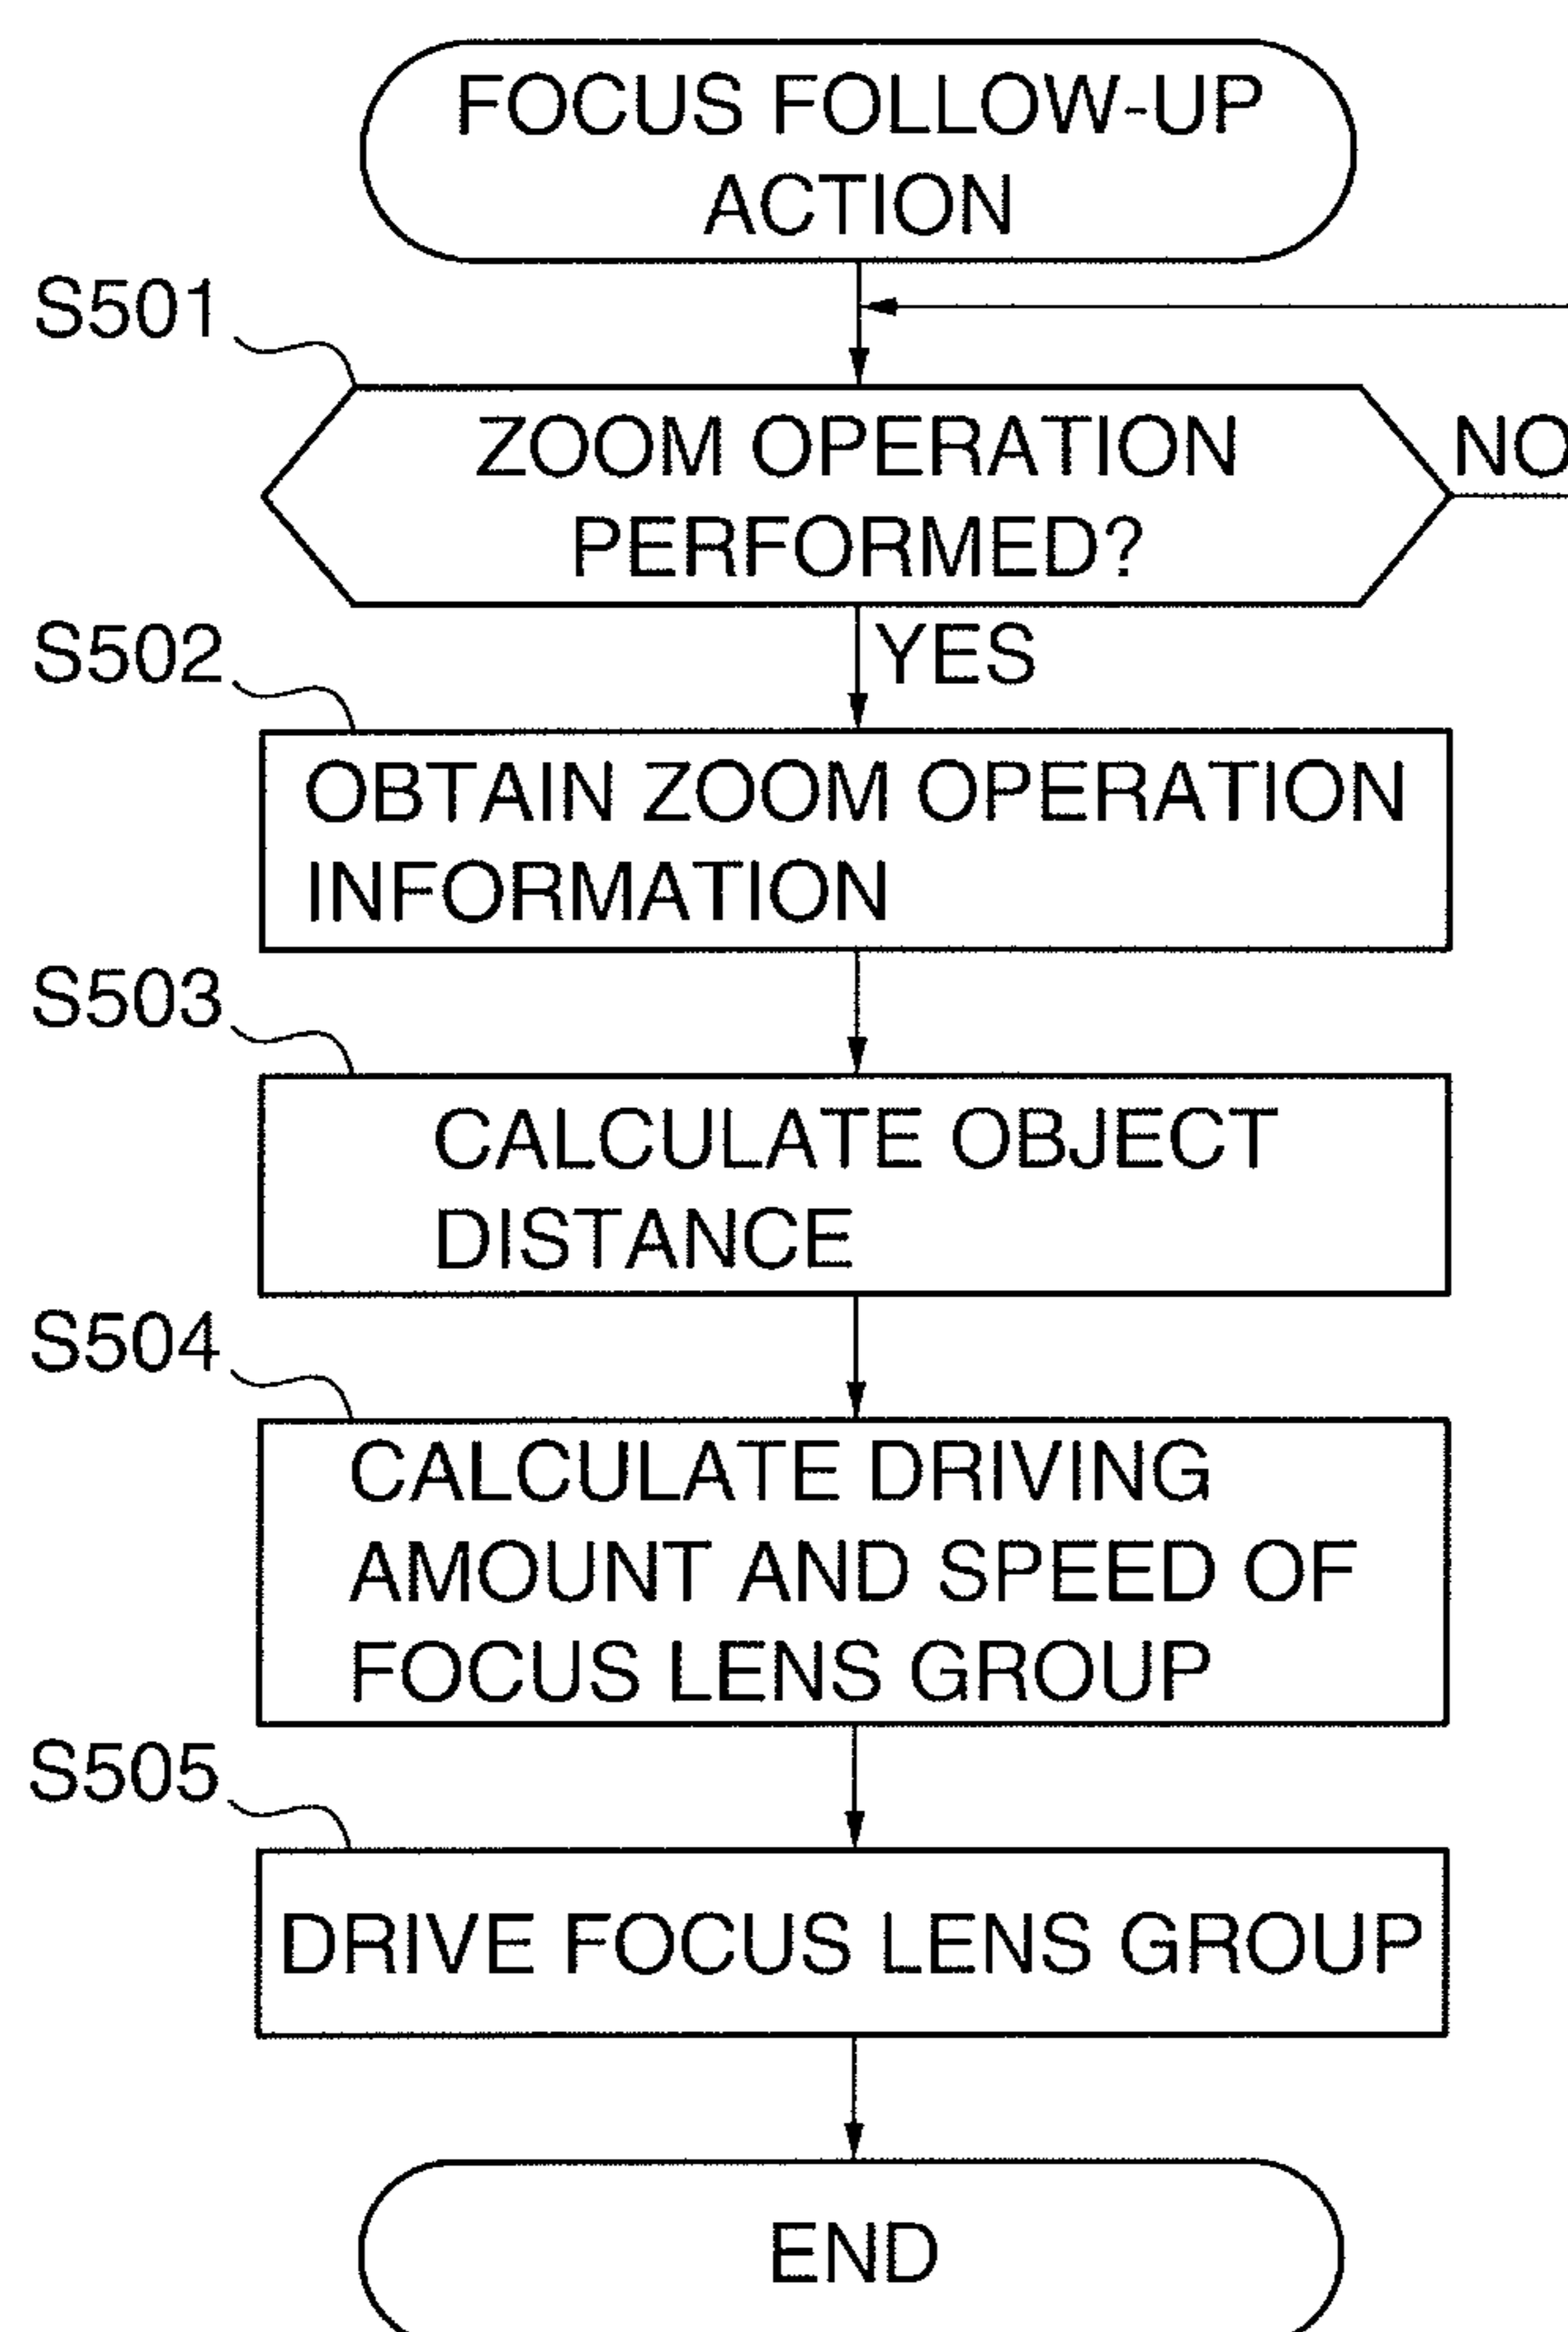 FOCUS FOLLOW-UP
ACTION
S501
ZOOM OPERATION
PERFORMED?
NO
S502
YES
OBTAIN ZOOM OPERATION
INFORMATION
S503
CALCULATE OBJECT
DISTANCE
S504
CALCULATE DRIVING
AMOUNT AND SPEED OF
FOCUS LENS GROUP
S505
DRIVE FOCUS LENS GROUP
END